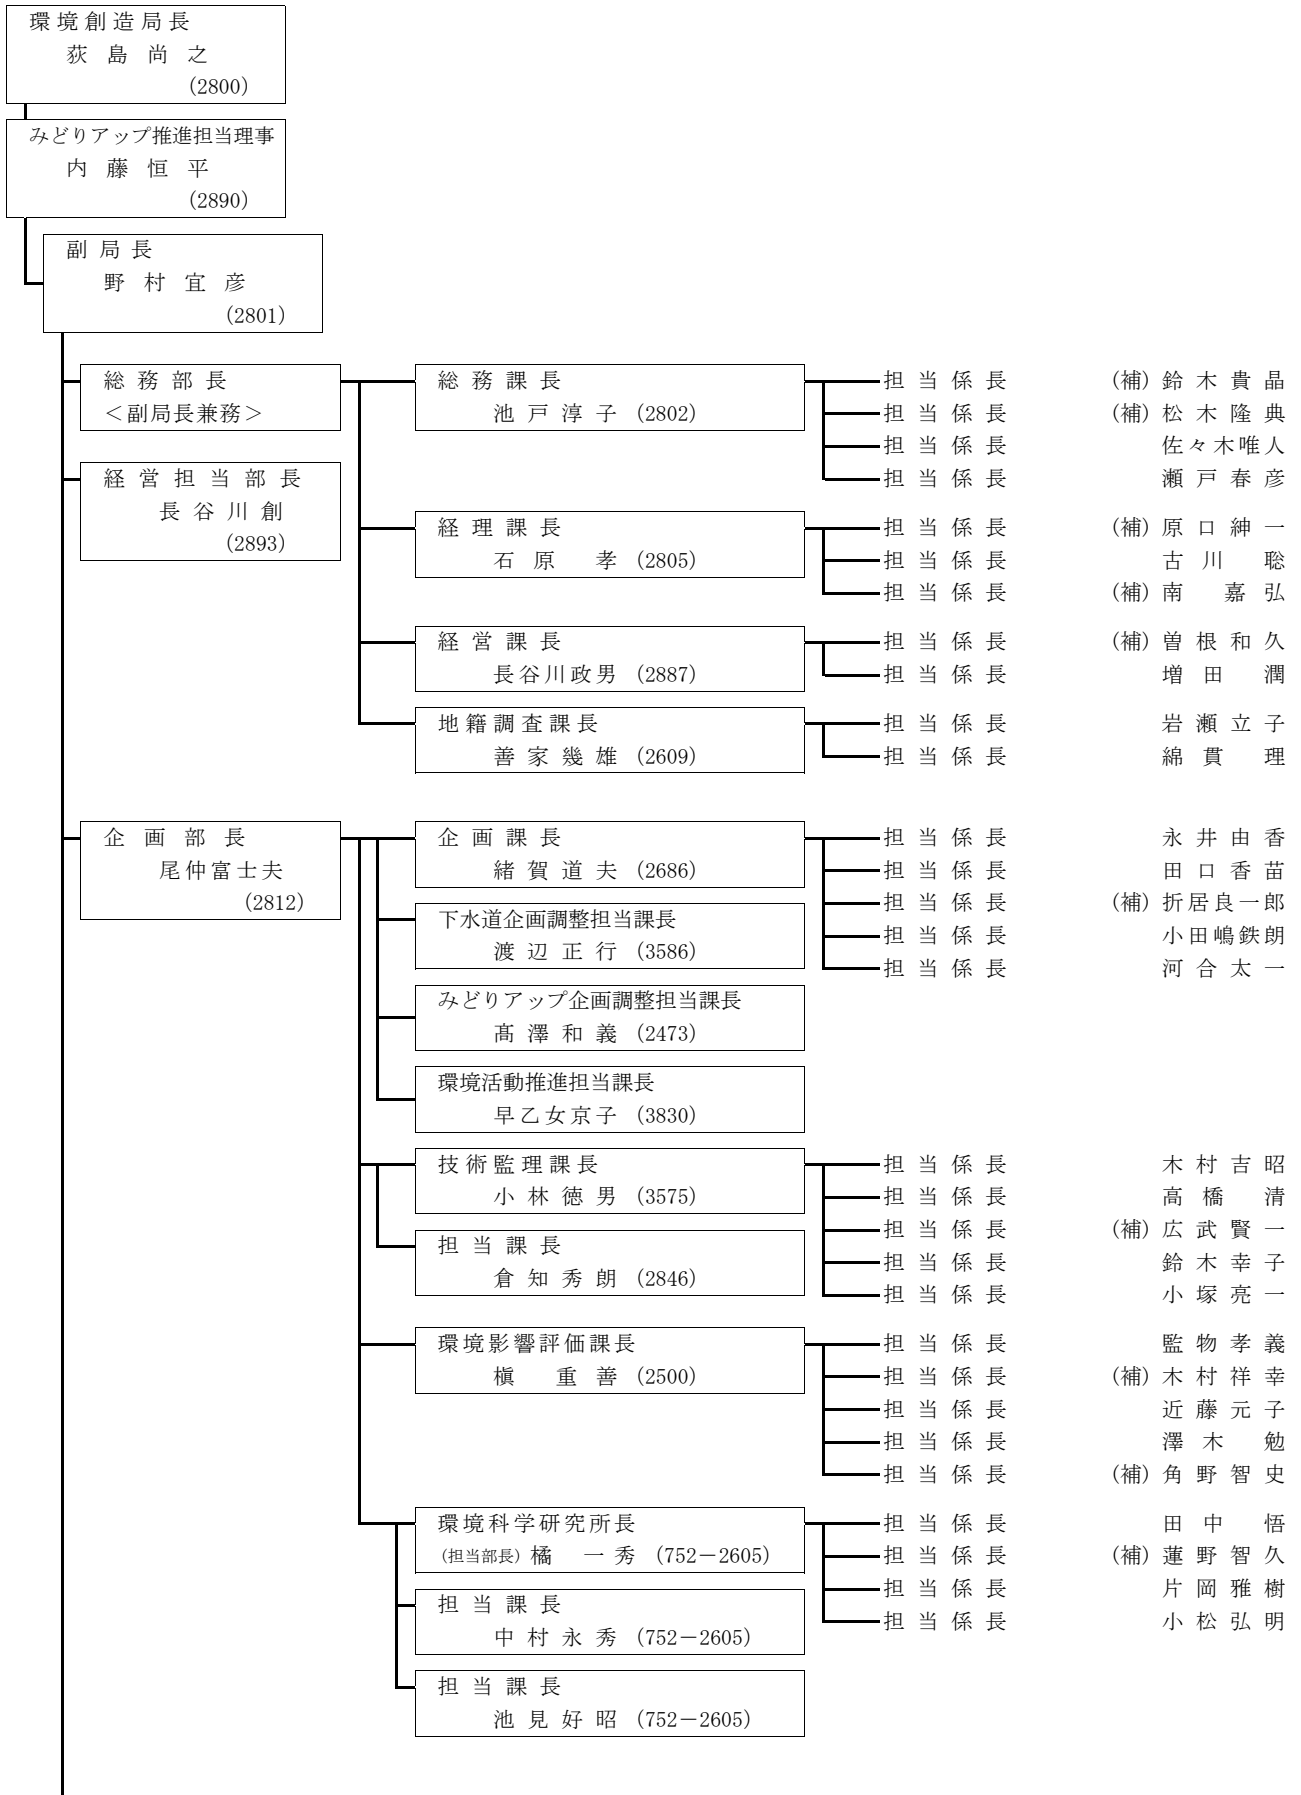 環境創造局長
荻島尚之
(2800)
みどりアップ推進担当理事
内藤恒平
(2890)
副局長
野村宜彦
(2801)
総務部長
＜副局長兼務＞
経営担当部長
長谷川創
(2893)
総務課長
池戸淳子 (2802)
担当係長 (補) 鈴木貴晶
担当係長 (補) 松木隆典
担当係長 佐々木唯人
担当係長 瀬戸春彦
経理課長
石原 孝 (2805)
担当係長 (補) 原口紳一
担当係長 古川 聡
担当係長 (補) 南 嘉弘
経営課長
長谷川政男 (2887)
担当係長 (補) 曽根和久
担当係長 増田 潤
地籍調査課長
善家幾雄 (2609)
担当係長 岩瀬立子
担当係長 綿貫 理
企画部長
尾仲富士夫
(2812)
企画課長
緒賀道夫 (2686)
担当係長 永井由香
担当係長 田口香苗
担当係長 (補) 折居良一郎
担当係長 小田嶋鉄朗
担当係長 河合太一
下水道企画調整担当課長
渡辺正行 (3586)
みどりアップ企画調整担当課長
髙澤和義 (2473)
環境活動推進担当課長
早乙女京子 (3830)
技術監理課長
小林徳男 (3575)
担当係長 木村吉昭
担当係長 高橋 清
担当係長 (補) 広武賢一
担当係長 鈴木幸子
担当係長 小塚亮一
担当課長
倉知秀朗 (2846)
環境影響評価課長
槇 重善 (2500)
担当係長 監物孝義
担当係長 (補) 木村祥幸
担当係長 近藤元子
担当係長 澤木 勉
担当係長 (補) 角野智史
環境科学研究所長
(担当部長) 橘 一秀 (752－2605)
担当係長 田中 悟
担当係長 (補) 蓮野智久
担当係長 片岡雅樹
担当係長 小松弘明
担当課長
中村永秀 (752－2605)
担当課長
池見好昭 (752－2605)